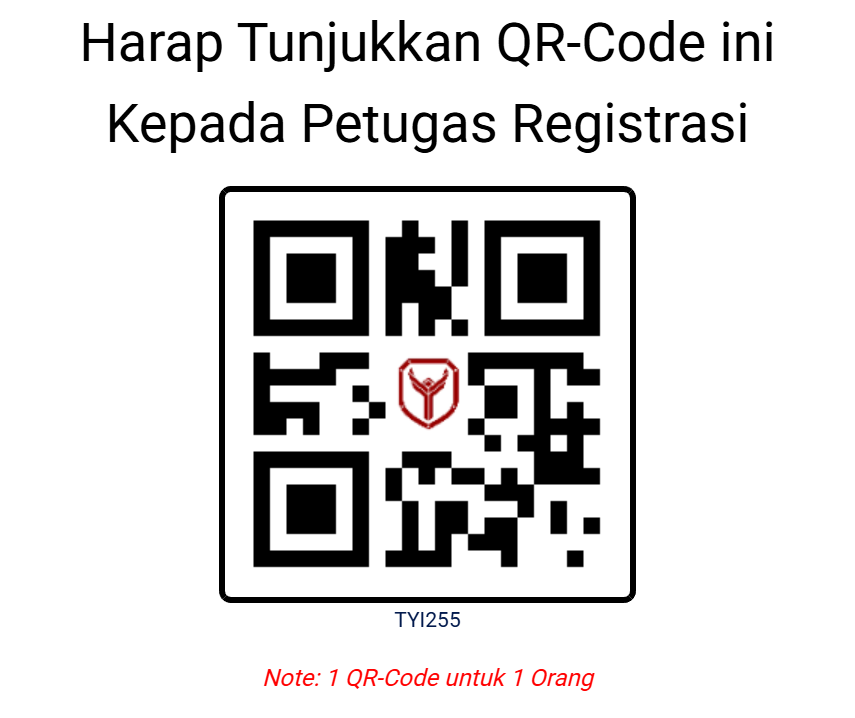 Harap Tunjukkan QR-Code ini
Kepada Petugas Registrasi
TYI255
Note: 1 QR-Code untuk 1 Orang